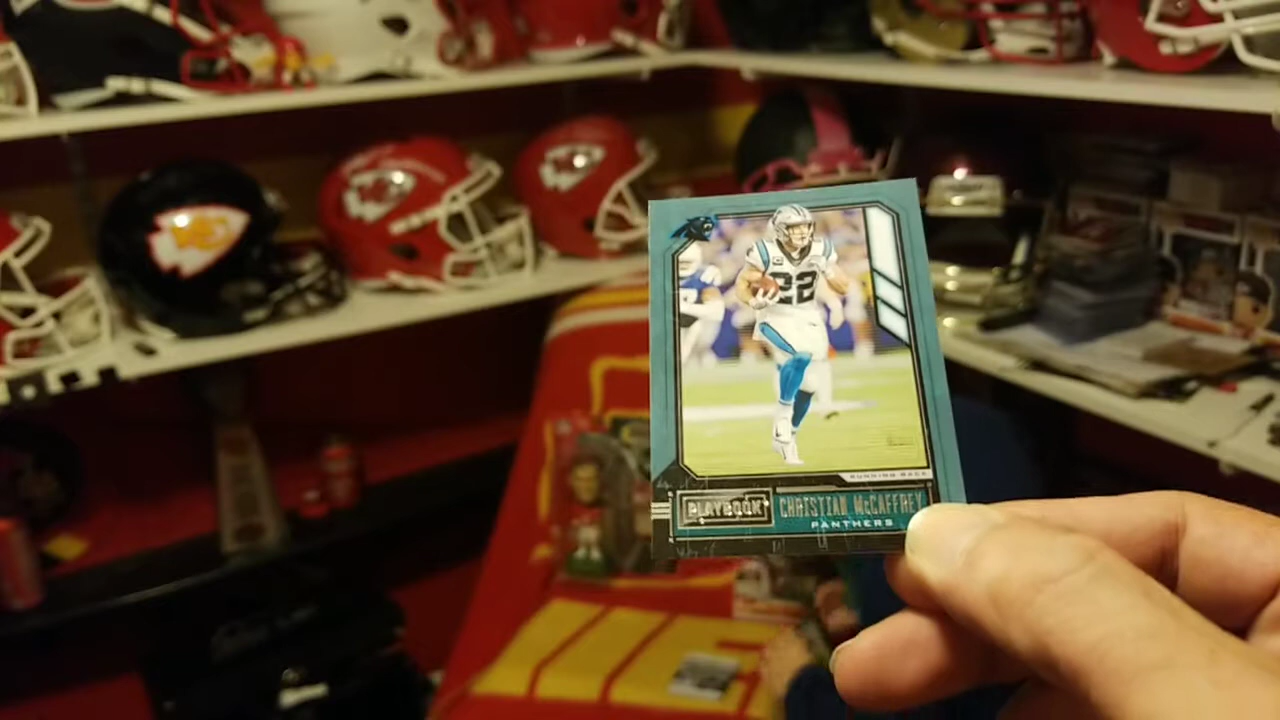 22
RUNNING BACK
PLAYBOOK
CHRISTIAN McCAFFREY
PANTHERS